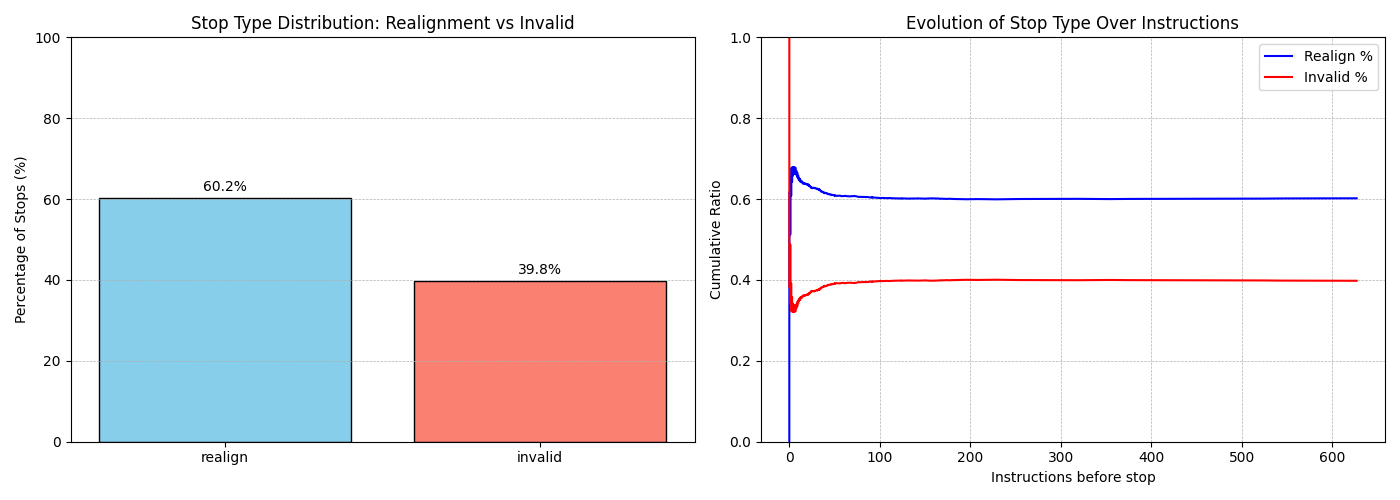 Stop Type Distribution: Realignment vs Invalid
Percentage of Stops (%)
100
80
60
40
20
0
60.2%
39.8%
realign
invalid
Evolution of Stop Type Over Instructions
Cumulative Ratio
1.0
0.8
0.6
0.4
0.2
0.0
Realign %
Invalid %
0 100 200 300 400 500 600
Instructions before stop